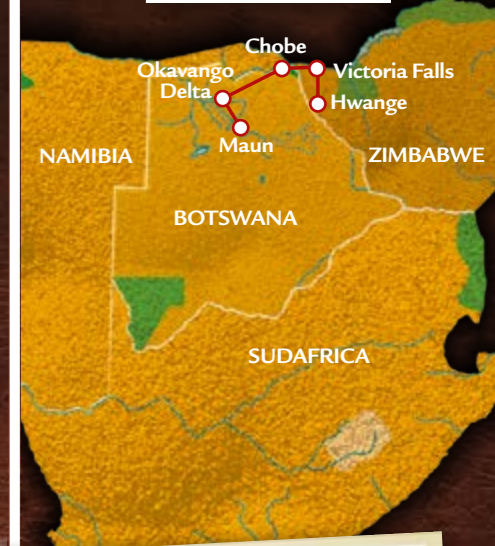 Chobe
Okavango
Delta
Victoria Falls
Hwange
Maun
NAMIBIA
ZIMBABWE
BOTSWANA
SUDAFRICA